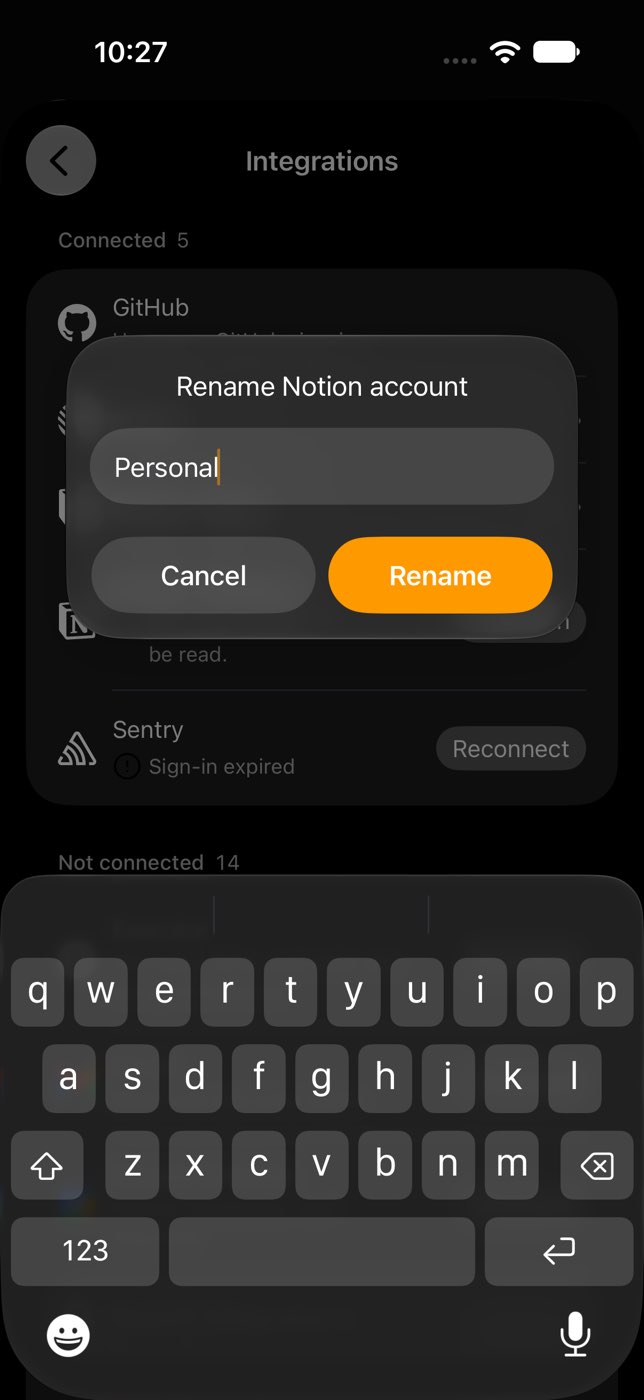 10:27
Integrations
Connected 5
GitHub
Rename Notion account
Personal
Cancel
Rename
be read.
Sentry
Sign-in expired
Reconnect
Not connected 14
q w e r t y u i o p
a s d f g h j k l
z x c v b n m
123